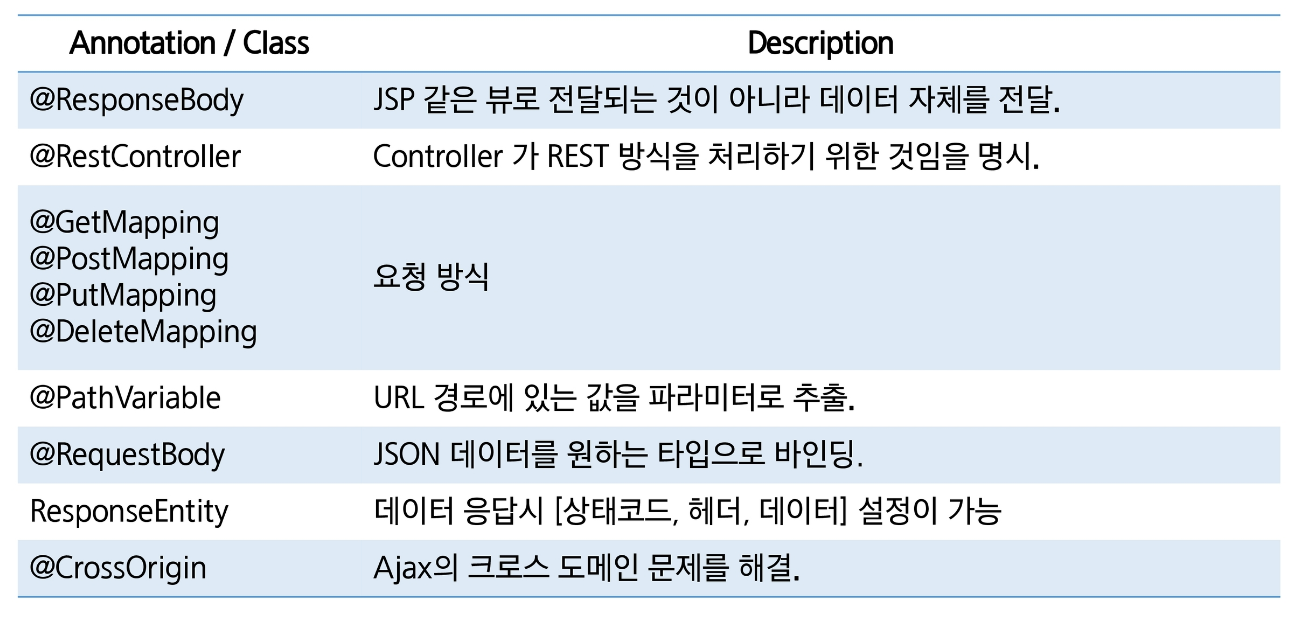 Annotation / Class Description
@ResponseBody JSP 같은 뷰로 전달되는 것이 아니라 데이터 자체를 전달.
@RestController Controller 가 REST 방식을 처리하기 위한 것임을 명시.
@GetMapping
@PostMapping
@PutMapping
@DeleteMapping
요청 방식
@PathVariable URL 경로에 있는 값을 파라미터로 추출.
@RequestBody JSON 데이터를 원하는 타입으로 바인딩.
ResponseEntity 데이터 응답시 [상태코드, 헤더, 데이터] 설정이 가능
@CrossOrigin Ajax의 크로스 도메인 문제를 해결.